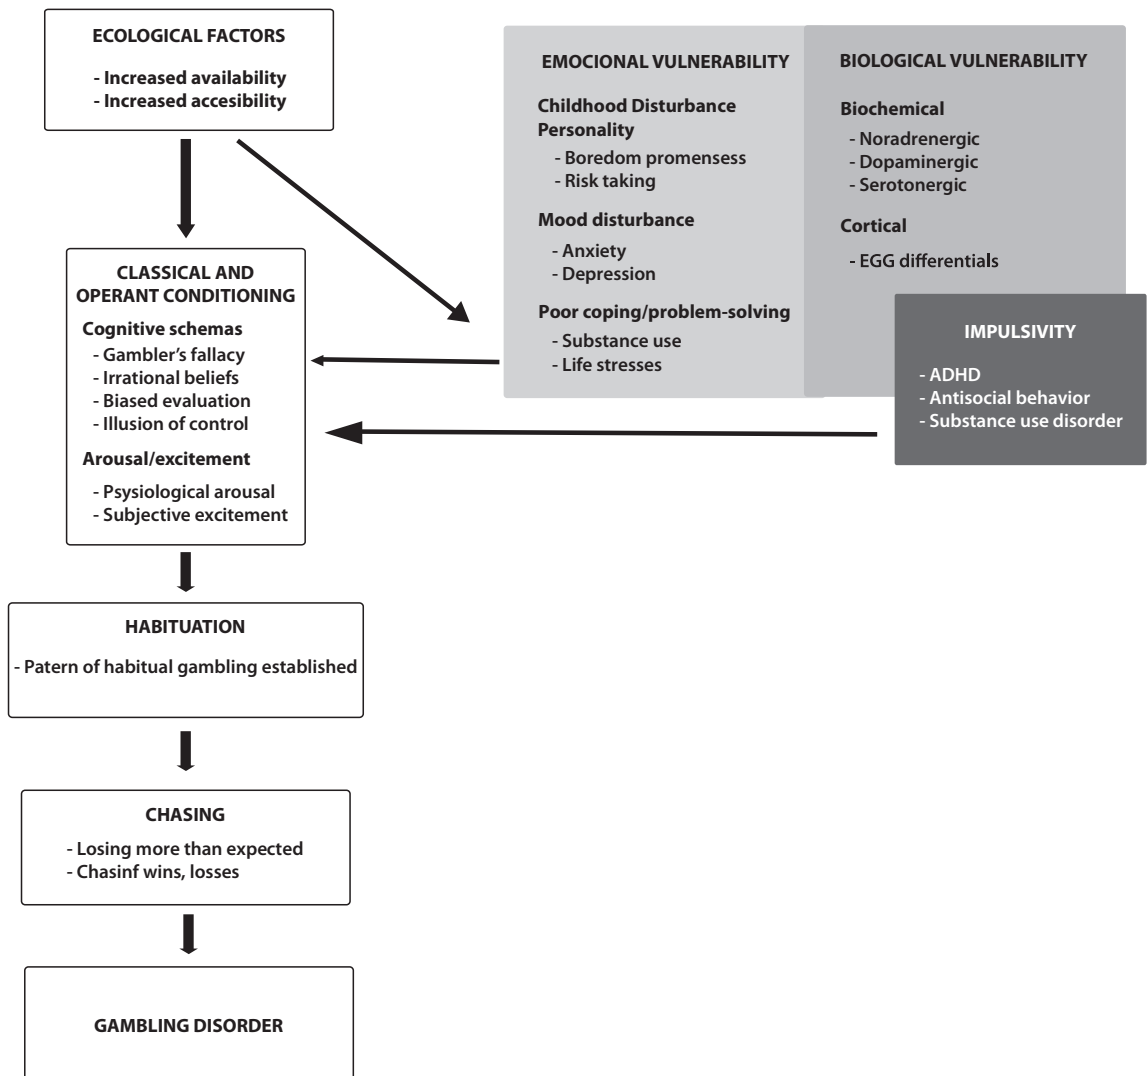 ECOLOGICAL FACTORS
- Increased availability
- Increased accesibility
EMOCIONAL VULNERABILITY
Childhood Disturbance
Personality
- Boredom promensess
- Risk taking
Mood disturbance
- Anxiety
- Depression
Poor coping/problem-solving
- Substance use
- Life stresses
BIOLOGICAL VULNERABILITY
Biochemical
- Noradrenergic
- Dopaminergic
- Serotonergic
Cortical
- EGG differentials
IMPULSIVITY
- ADHD
- Antisocial behavior
- Substance use disorder
CLASSICAL AND
OPERANT CONDITIONING
Cognitive schemas
- Gambler’s fallacy
- Irrational beliefs
- Biased evaluation
- Illusion of control
Arousal/excitement
- Psysiological arousal
- Subjective excitement
HABITUATION
- Patern of habitual gambling established
CHASING
- Losing more than expected
- Chasinf wins, losses
GAMBLING DISORDER